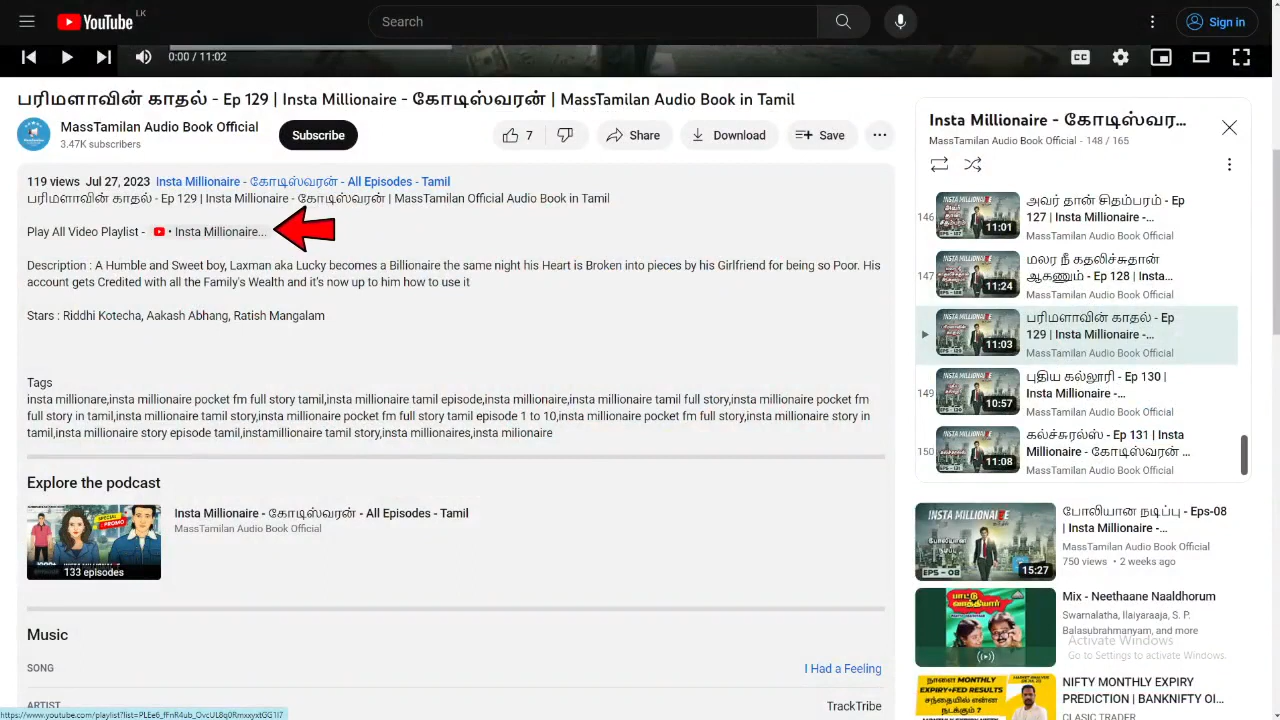 YouTube LK
Search
Sign in
0:00 / 11:02
CC
பரிமளாவின் காதல் - Ep 129 | Insta Millionaire - கோடிஸ்வரன் | MassTamilan Audio Book in Tamil
MassTamilan Audio Book Official
3.47K subscribers
Subscribe
7
Share
Download
Save
119 views Jul 27, 2023 Insta Millionaire - கோடிஸ்வரன் - All Episodes - Tamil
பரிமளாவின் காதல் - Ep 129 | Insta Millionaire - கோடிஸ்வரன் | MassTamilan Official Audio Book in Tamil
Play All Video Playlist - • Insta Millionaire...
Description : A Humble and Sweet boy, Laxman aka Lucky becomes a Billionaire the same night his Heart is Broken into pieces by his Girlfriend for being so Poor. His
account gets Credited with all the Family's Wealth and it's now up to him how to use it
Stars : Riddhi Kotecha, Aakash Abhang, Ratish Mangalam
Tags
insta millionare,insta millionaire pocket fm full story tamil,insta millionaire tamil episode,insta millionaire,insta millionaire tamil full story,insta millionaire pocket fm
full story in tamil,insta millionaire tamil story,insta millionaire pocket fm full story tamil episode 1 to 10,insta millionaire pocket fm full story,insta millionaire story in
tamil,insta millionaire story episode tamil,instamillionaire tamil story,insta millionaires,insta milionaire
Explore the podcast
SPECIAL
PROMO
133 episodes
Insta Millionaire - கோடிஸ்வரன் - All Episodes - Tamil
MassTamilan Audio Book Official
Music
SONG
I Had a Feeling
ARTIST
TrackTribe
Insta Millionaire - கோடிஸ்வர...
MassTamilan Audio Book Official - 148 / 165
146
11:01
அவர் தான் சிதம்பரம் - Ep
127 | Insta Millionaire -...
MassTamilan Audio Book Official
147
11:24
மலர நீ கதலிச்சுதான்
ஆகணும் - Ep 128 | Insta...
MassTamilan Audio Book Official
11:03
பரிமளாவின் காதல் - Ep
129 | Insta Millionaire -...
MassTamilan Audio Book Official
149
10:57
புதிய கல்லூரி - Ep 130 |
Insta Millionaire -...
MassTamilan Audio Book Official
150
11:08
கல்ச்சுரல்ஸ் - Ep 131 | Insta
Millionaire - கோடிஸ்வரன் ...
MassTamilan Audio Book Official
INSTA MILLIONAIRE
போலியான நடிப்பு
EPS - 08
15:27
போலியான நடிப்பு - Eps-08
| Insta Millionaire -...
MassTamilan Audio Book Official
750 views • 2 weeks ago
பாட்டு
வாத்தியார்
Mix - Neethaane Naaldhorum
Swarnalatha, Ilaiyaraaja, S. P.
Balasubrahmanyam, and more
Activate Windows
Go to Settings to activate Windows.
நாளை MONTHLY
EXPIRY+FED RESULTS
சந்தையில் என்ன
நடக்கும் ?
NIFTY MONTHLY EXPIRY
PREDICTION | BANKNIFTY OI...
CLASIC TRADER